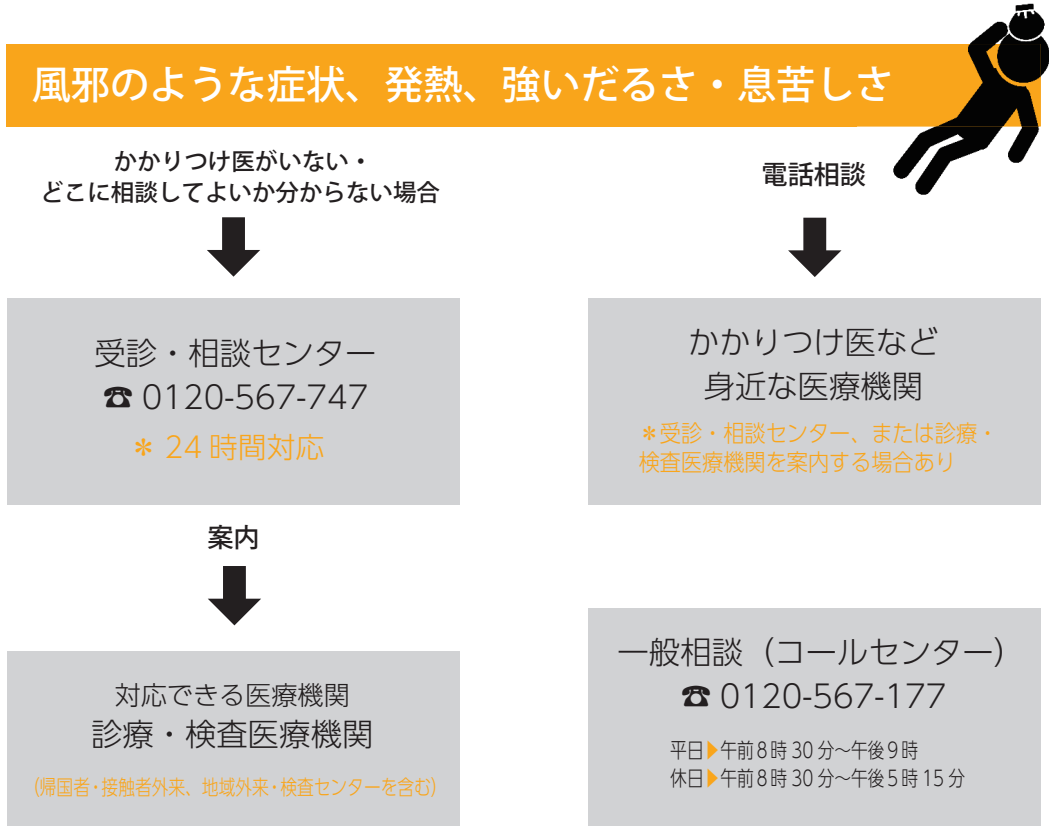 風邪のような症状、発熱、強いだるさ・息苦しさ
かかりつけ医がいない・
どこに相談してよいか分からない場合
受診・相談センター
☎ 0120-567-747
＊ 24 時間対応
案内
対応できる医療機関
診療・検査医療機関
(帰国者・接触者外来、地域外来・検査センターを含む)
電話相談
かかりつけ医など
身近な医療機関
＊受診・相談センター、または診療・
検査医療機関を案内する場合あり
一般相談（コールセンター）
☎ 0120-567-177
平日▶午前8時30分～午後9時
休日▶午前8時30分～午後5時15分